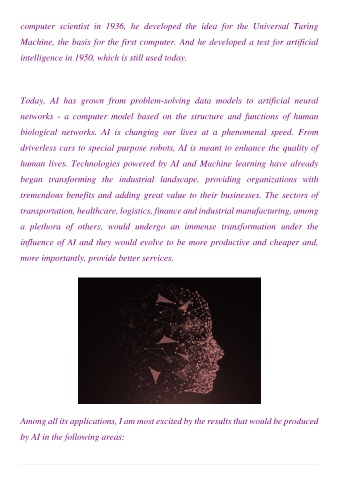 computer scientist in 1936, he developed the idea for the Universal Turing
Machine, the basis for the first computer. And he developed a test for artificial
intelligence in 1950, which is still used today.
Today, AI has grown from problem-solving data models to artificial neural
networks - a computer model based on the structure and functions of human
biological networks. AI is changing our lives at a phenomenal speed. From
driverless cars to special purpose robots, AI is meant to enhance the quality of
human lives. Technologies powered by AI and Machine learning have already
began transforming the industrial landscape, providing organizations with
tremendous benefits and adding great value to their businesses. The sectors of
transportation, healthcare, logistics, finance and industrial manufacturing, among
a plethora of others, would undergo an immense transformation under the
influence of AI and they would evolve to be more productive and cheaper and,
more importantly, provide better services.
Among all its applications, I am most excited by the results that would be produced
by AI in the following areas: